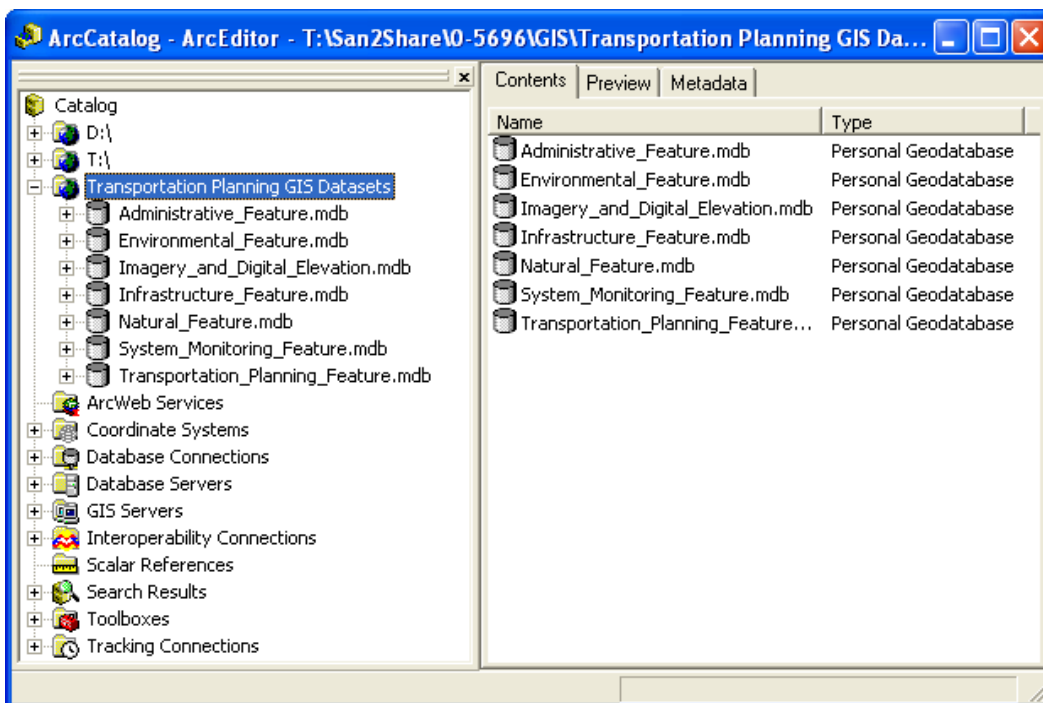 ArcCatalog - ArcEditor - T:\San2Share\0-5696\GIS\Transportation Planning GIS Da...
Catalog
D:\
T:\
Transportation Planning GIS Datasets
Administrative_Feature.mdb
Environmental_Feature.mdb
Imagery_and_Digital_Elevation.mdb
Infrastructure_Feature.mdb
Natural_Feature.mdb
System_Monitoring_Feature.mdb
Transportation_Planning_Feature.mdb
ArcWeb Services
Coordinate Systems
Database Connections
Database Servers
GIS Servers
Interoperability Connections
Scalar References
Search Results
Toolboxes
Tracking Connections
Contents Preview Metadata
Name Type
Administrative_Feature.mdb Personal Geodatabase
Environmental_Feature.mdb Personal Geodatabase
Imagery_and_Digital_Elevation.mdb Personal Geodatabase
Infrastructure_Feature.mdb Personal Geodatabase
Natural_Feature.mdb Personal Geodatabase
System_Monitoring_Feature.mdb Personal Geodatabase
Transportation_Planning_Feature... Personal Geodatabase